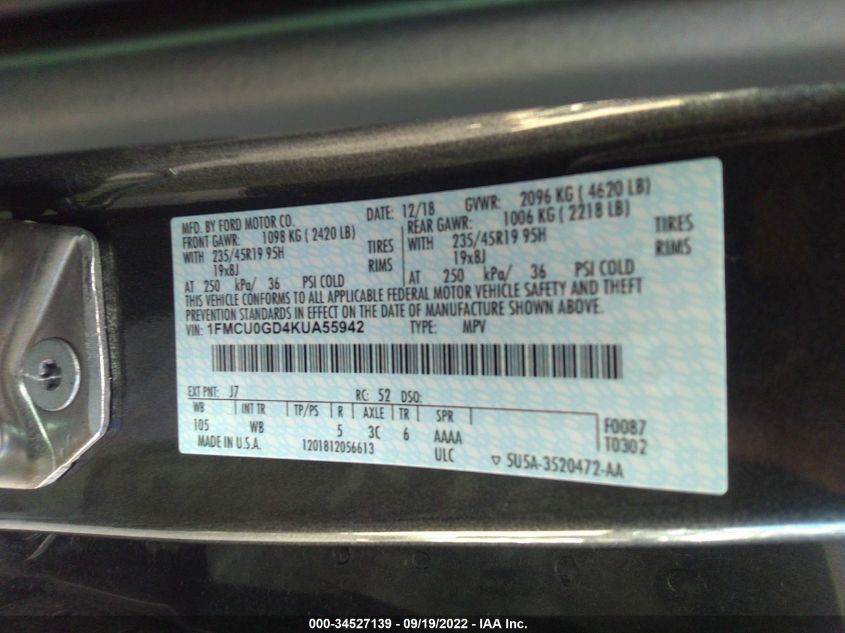 MFD. BY FORD MOTOR CO.
DATE: 12/18 GVWR: 2096 KG ( 4620 LB)
FRONT GAWR: 1098 KG ( 2420 LB)
REAR GAWR: 1006 KG ( 2218 LB)
WITH 235/45R19 95H TIRES
WITH 235/45R19 95H TIRES
19x8J RIMS
19x8J RIMS
AT 250 kPa/ 36 PSI COLD
AT 250 kPa/ 36 PSI COLD
THIS VEHICLE CONFORMS TO ALL APPLICABLE FEDERAL MOTOR VEHICLE SAFETY AND THEFT
PREVENTION STANDARDS IN EFFECT ON THE DATE OF MANUFACTURE SHOWN ABOVE.
VIN: 1FMCU0GD4KUA55942 TYPE: MPV
EXT PNT: J7 RC: 52 DSO:
WB INT TR TP/PS R AXLE TR SPR
105 WB 5 3C 6 AAAA
ULC
F0087
T0302
MADE IN U.S.A. 1201812056613
▽ 5U5A-3520472-AA
000-34527139 - 09/19/2022 - IAA Inc.